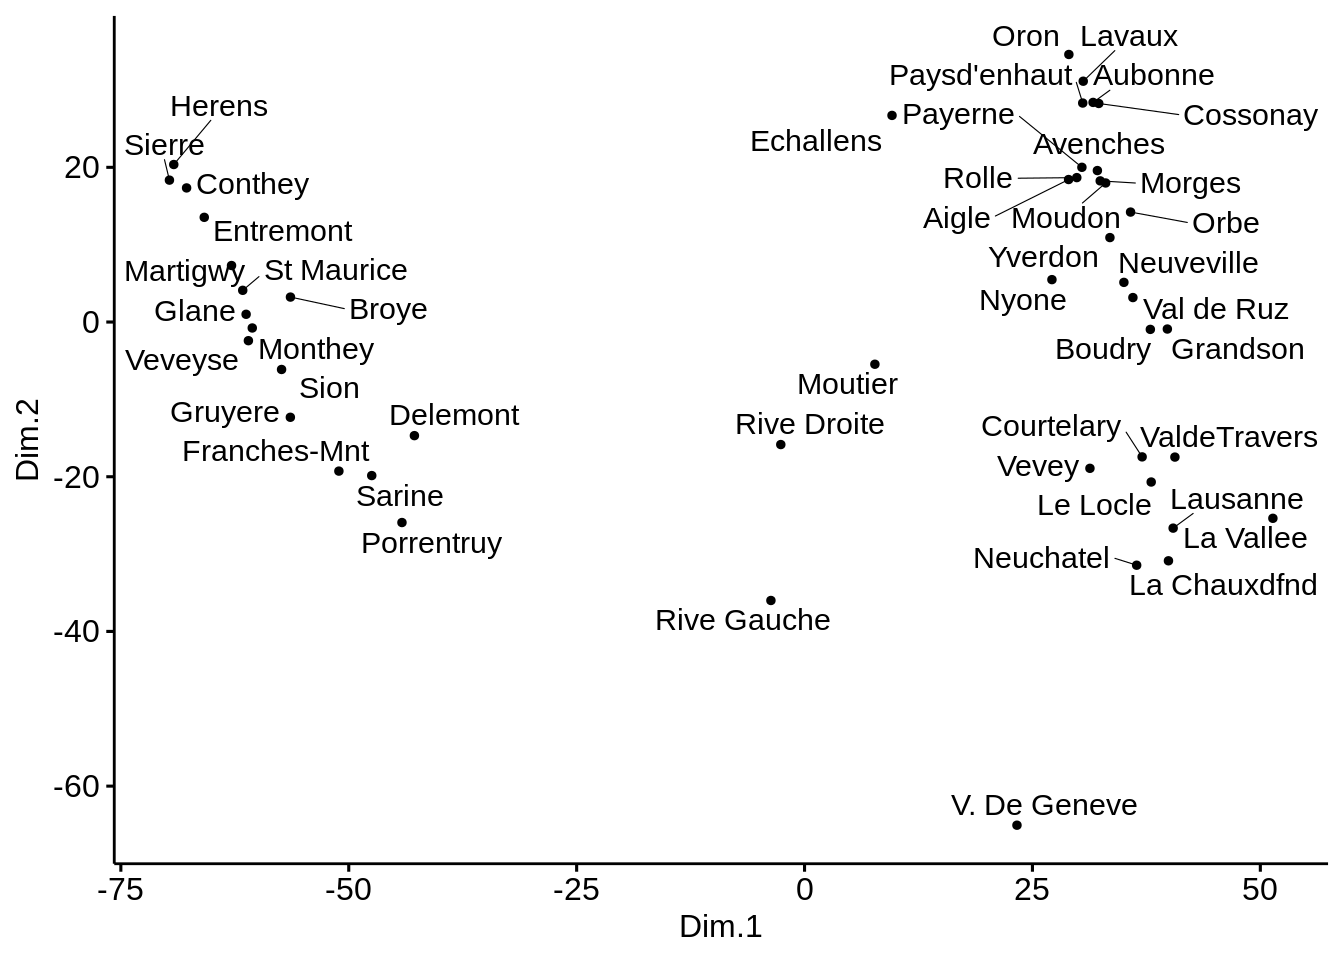 Oron
Lavaux
Paysd'enhaut
Aubonne
Herens
Payerne
Cossonay
Echallens
Sierre
Avenches
20
Conthey
Rolle
Morges
Aigle
Moudon
Orbe
Entremont
Yverdon
Neuveville
Martigwy
St Maurice
Nyone
Glane
Broye
Val de Ruz
0
Veveyse
Monthey
Boudry
Grandson
Sion
Moutier
Gruyere
Delemont
Rive Droite
Courtelary
ValdeTravers
Franches-Mnt
Vevey
Dim.2
-20
Sarine
Le Locle
Lausanne
Porrentruy
La Vallee
Neuchatel
La Chauxdfnd
Rive Gauche
-40
-60
V. De Geneve
-75
-50
-25
0
25
50
Dim.1